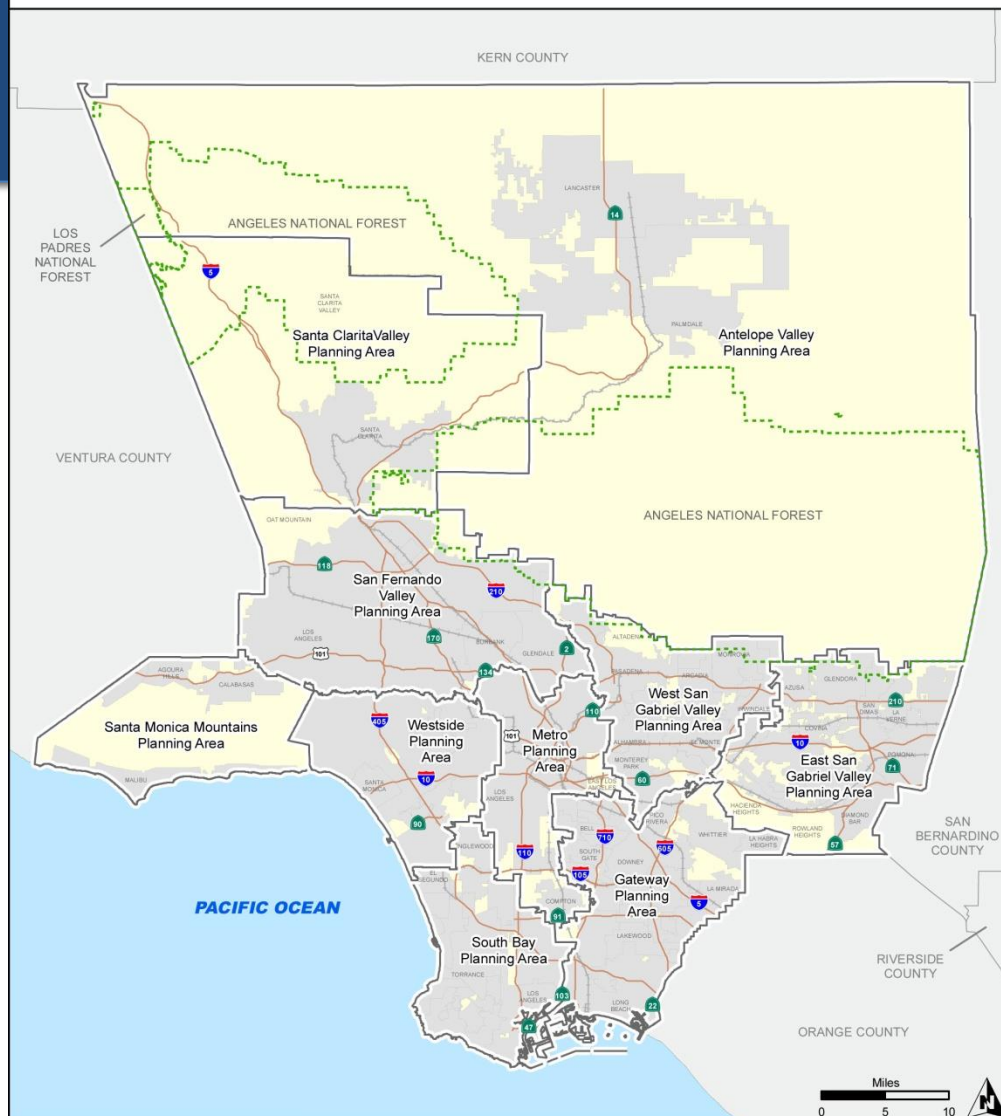 KERN COUNTY
LANCASTER
14
ANGELES NATIONAL FOREST
LOS
PADRES
NATIONAL
FOREST
5
SANTA
CLARITA
VALLEY
Santa ClaritaValley
Planning Area
PALMDALE
Antelope Valley
Planning Area
SANTA
CLARITA
VENTURA COUNTY
ANGELES NATIONAL FOREST
OAT MOUNTAIN
118
San Fernando
Valley
Planning Area
210
LOS
ANGELES
170
BURBANK
101
134
GLENDALE
2
ALTADENA
PASADENA
ARCADIA
MONROVIA
AZUSA
GLENDORA
SAN
DIMAS
LA
VERNE
210
COVINA
10
POMONA
71
AGOURA
HILLS
CALABASAS
Santa Monica Mountains
Planning Area
MALIBU
405
Westside
Planning
Area
SANTA
MONICA
10
90
101
Metro
Planning
Area
110
West San
Gabriel Valley
Planning Area
ALHAMBRA
EL MONTE
MONTEREY
PARK
60
EAST LOS
ANGELES
East San
Gabriel Valley
Planning Area
HACIENDA
HEIGHTS
ROWLAND
HEIGHTS
DIAMOND
BAR
57
LOS
ANGELES
INGLEWOOD
110
BELL
710
SOUTH
GATE
105
PICO
RIVERA
605
WHITTIER
LA HABRA
HEIGHTS
DOWNEY
Gateway
Planning
Area
LA MIRADA
5
EL
SEGUNDO
COMPTON
91
LAKEWOOD
South Bay
Planning Area
TORRANCE
LOS
ANGELES
103
47
LONG
BEACH
22
PACIFIC OCEAN
SAN
BERNARDINO
COUNTY
RIVERSIDE
COUNTY
ORANGE COUNTY
Miles
0 5 10
N